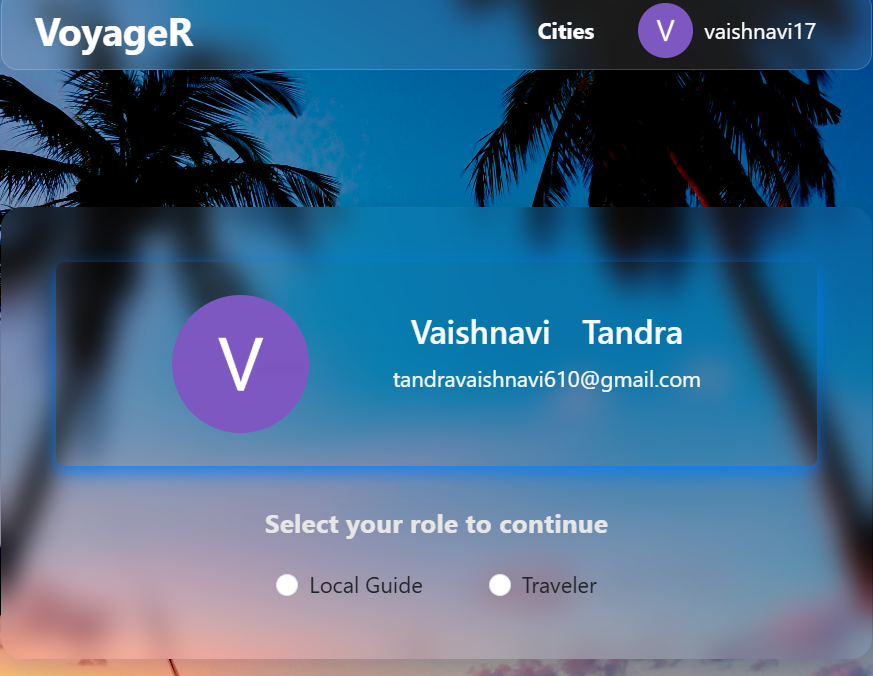 VoyageR Cities V vaishnavi17
V
Vaishnavi Tandra
tandravaishnavi610@gmail.com
Select your role to continue
Local Guide Traveler